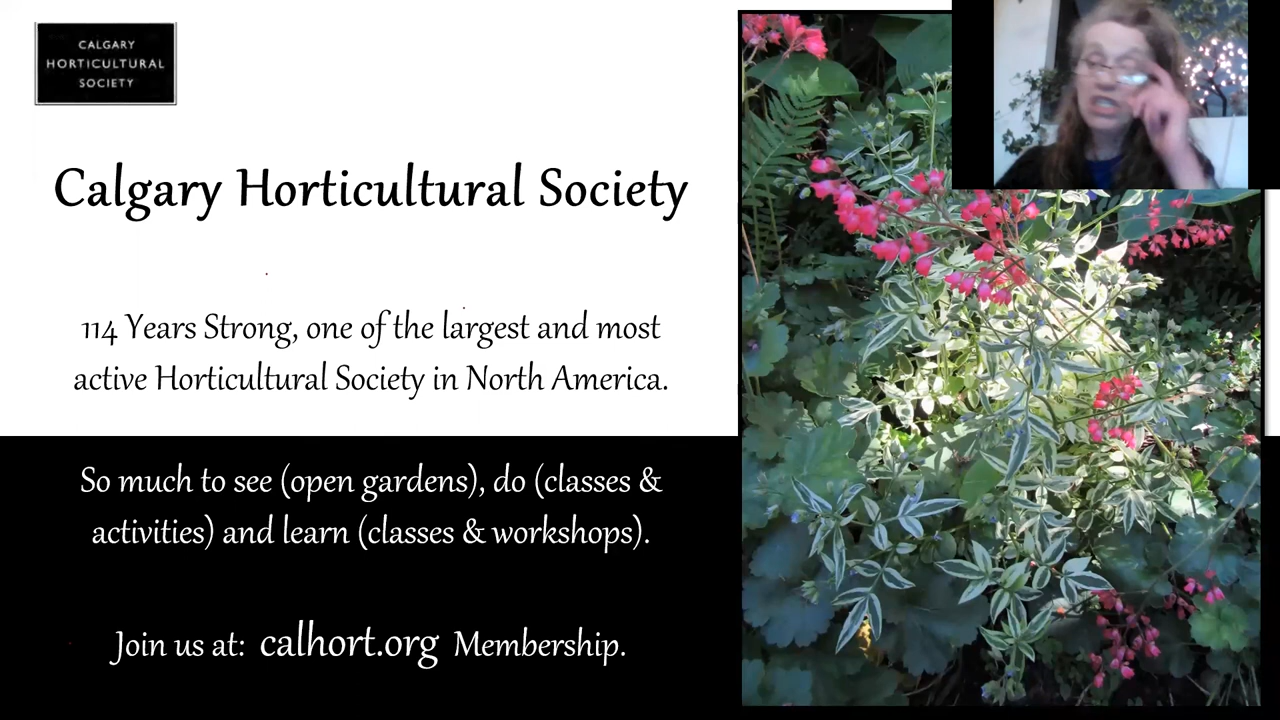 CALGARY
HORTICULTURAL
SOCIETY
Calgary Horticultural Society
114 Years Strong, one of the largest and most
active Horticultural Society in North America.
So much to see (open gardens), do (classes &
activities) and learn (classes & workshops).
Join us at: calhort.org Membership.